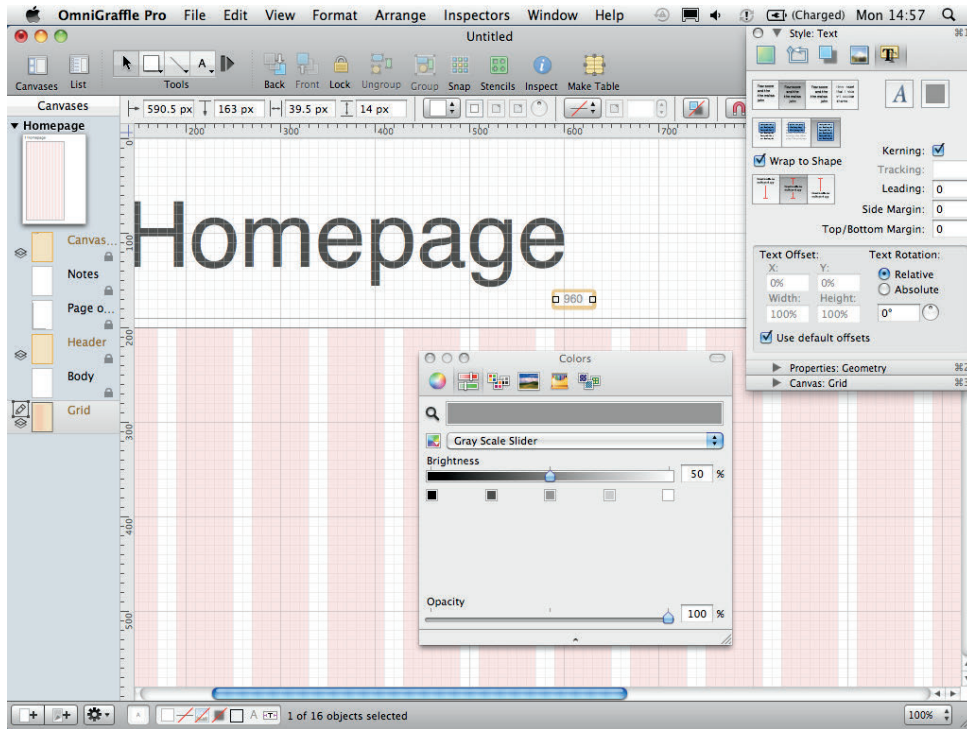 OmniGraffle Pro File Edit View Format Arrange Inspectors Window Help (Charged) Mon 14:57
Untitled
Style: Text
Canvases List Tools Back Front Lock Ungroup Group Snap Stencils Inspect Make Table
Canvases
590.5 px 163 px 39.5 px 14 px
200 300 400 500 600 700
Homepage
Homepage
Canvas...
Notes
Page o...
Header
Body
Grid
0
100
200
300
400
500
Homepage
960
Kerning:
Wrap to Shape
Tracking:
Leading: 0
Side Margin: 0
Top/Bottom Margin: 0
Text Offset: Text Rotation:
X: Y:
0% 0%
Relative
Absolute
Width: Height:
100% 100% 0°
Use default offsets
Properties: Geometry
Canvas: Grid
Colors
Gray Scale Slider
Brightness
50 %
Opacity
100 %
1 of 16 objects selected
100%